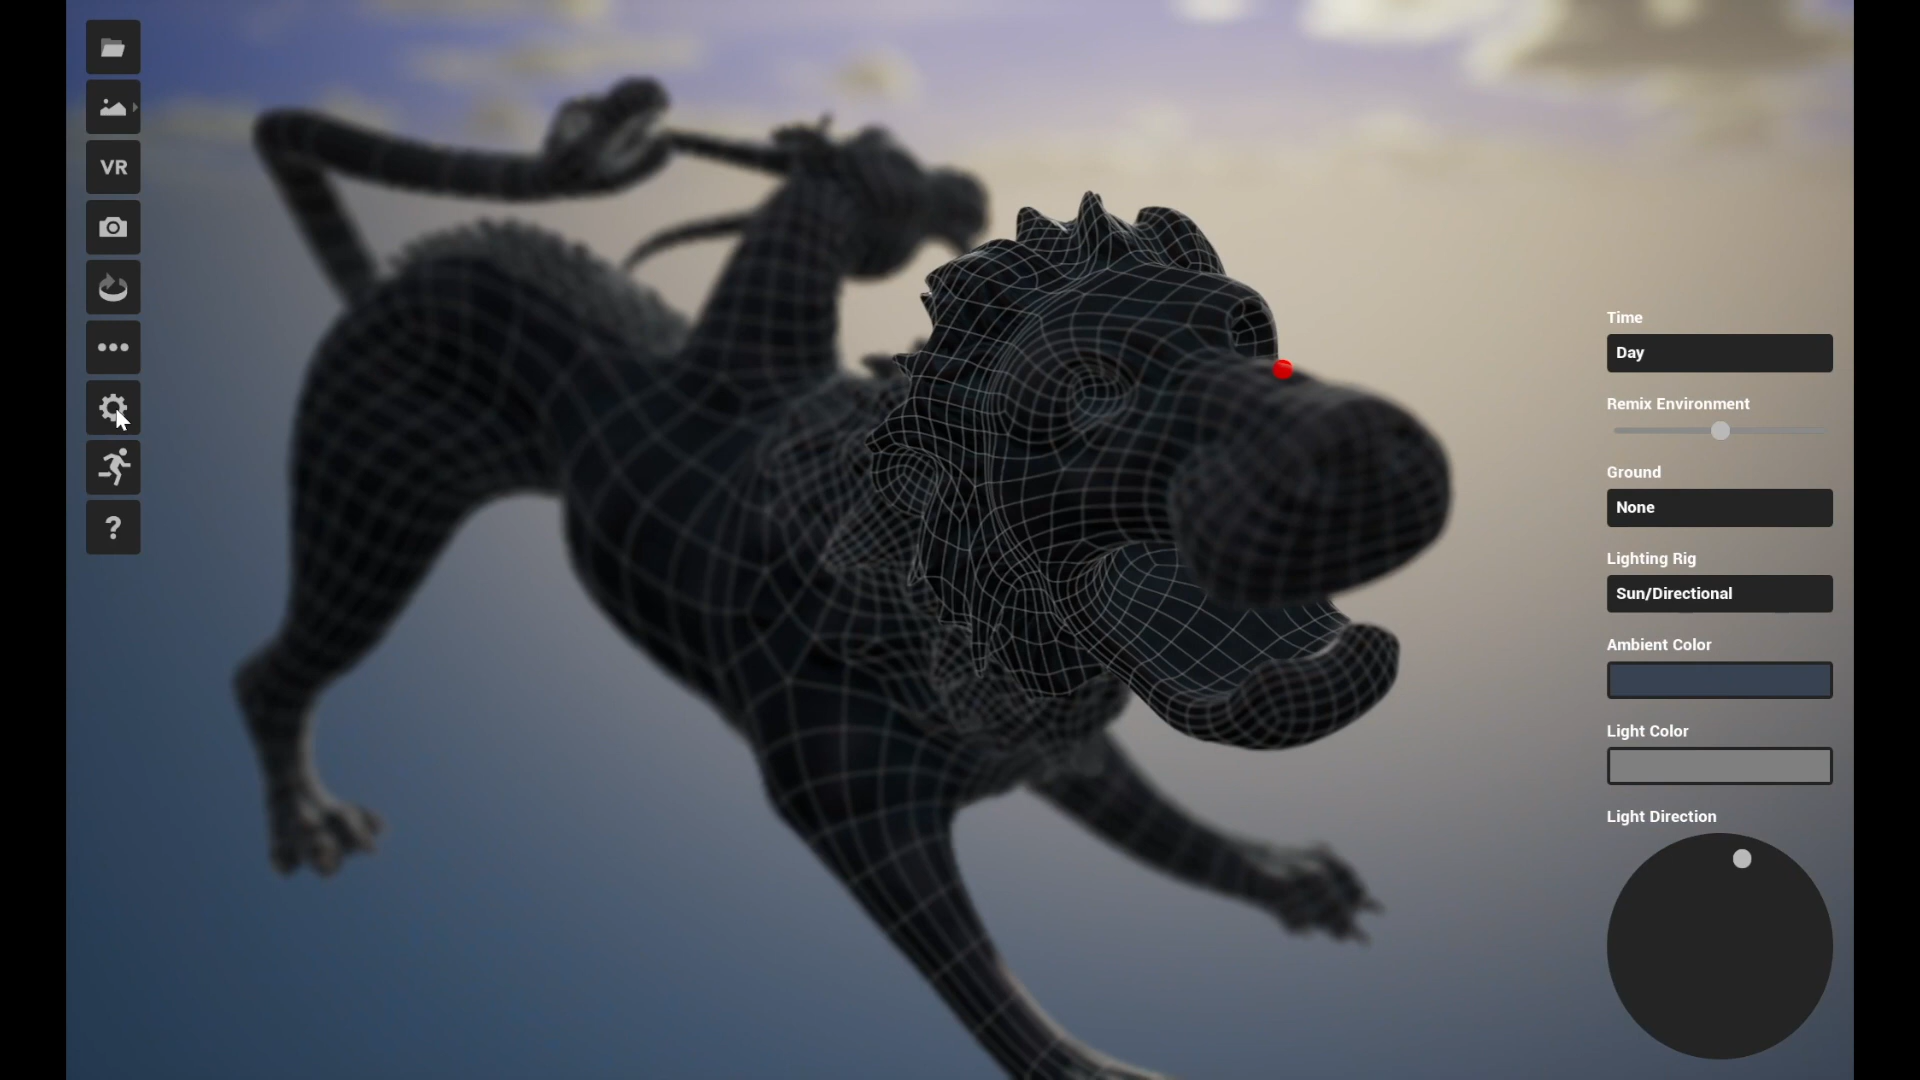 VR
?
Time
Day
Remix Environment
Ground
None
Lighting Rig
Sun/Directional
Ambient Color
Light Color
Light Direction